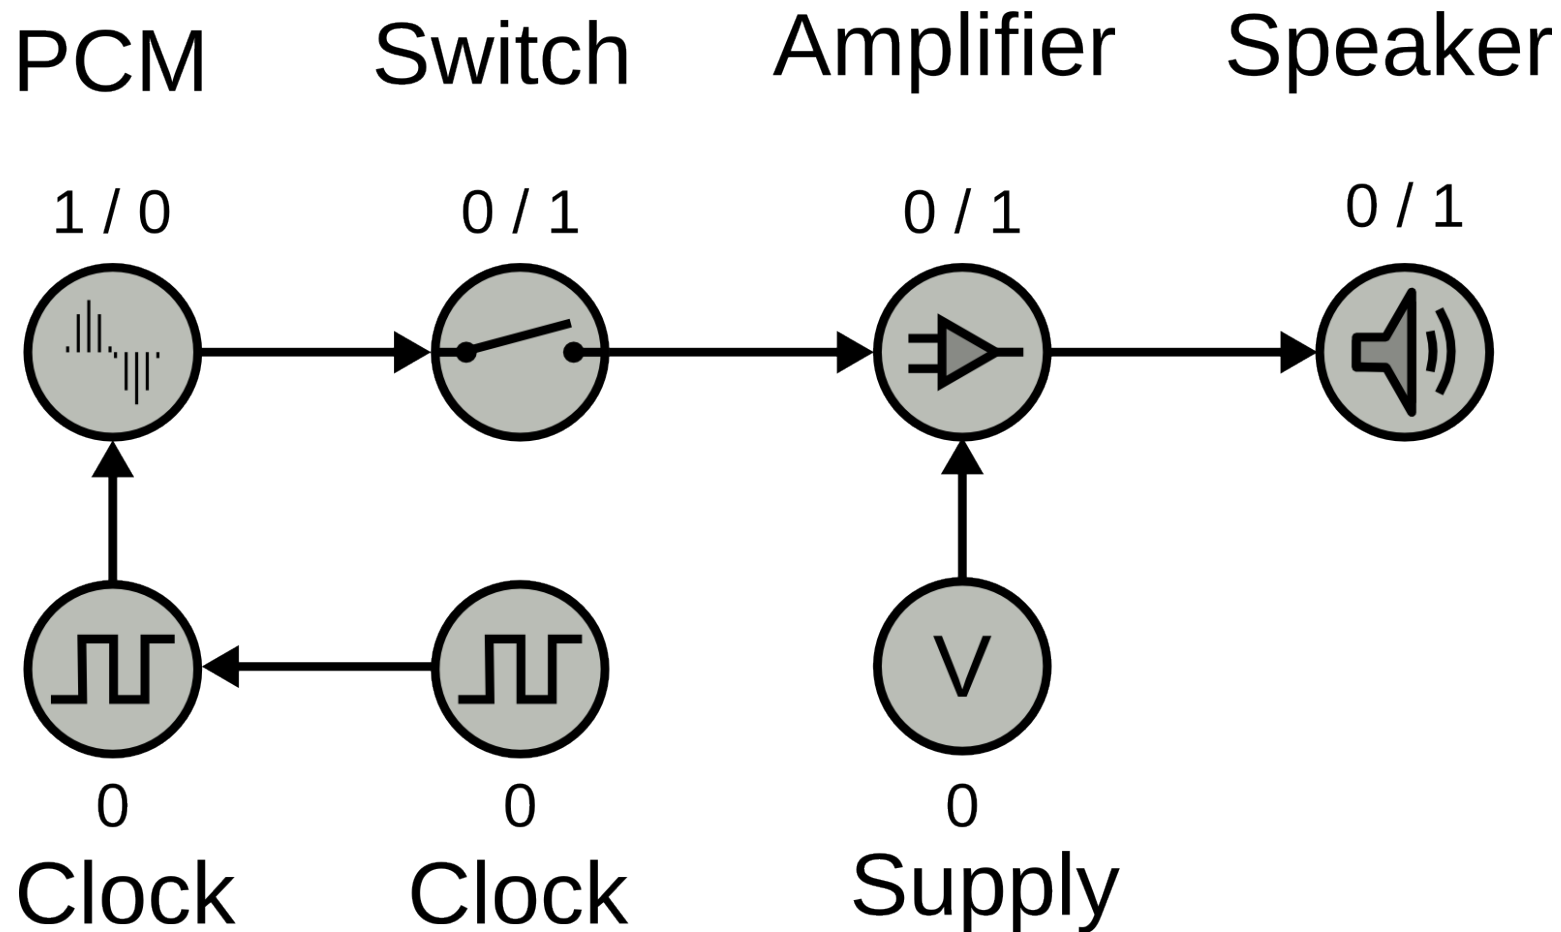 PCM
Switch
Amplifier
Speaker
1 / 0
0 / 1
0 / 1
0 / 1
V
0
0
0
Clock
Clock
Supply